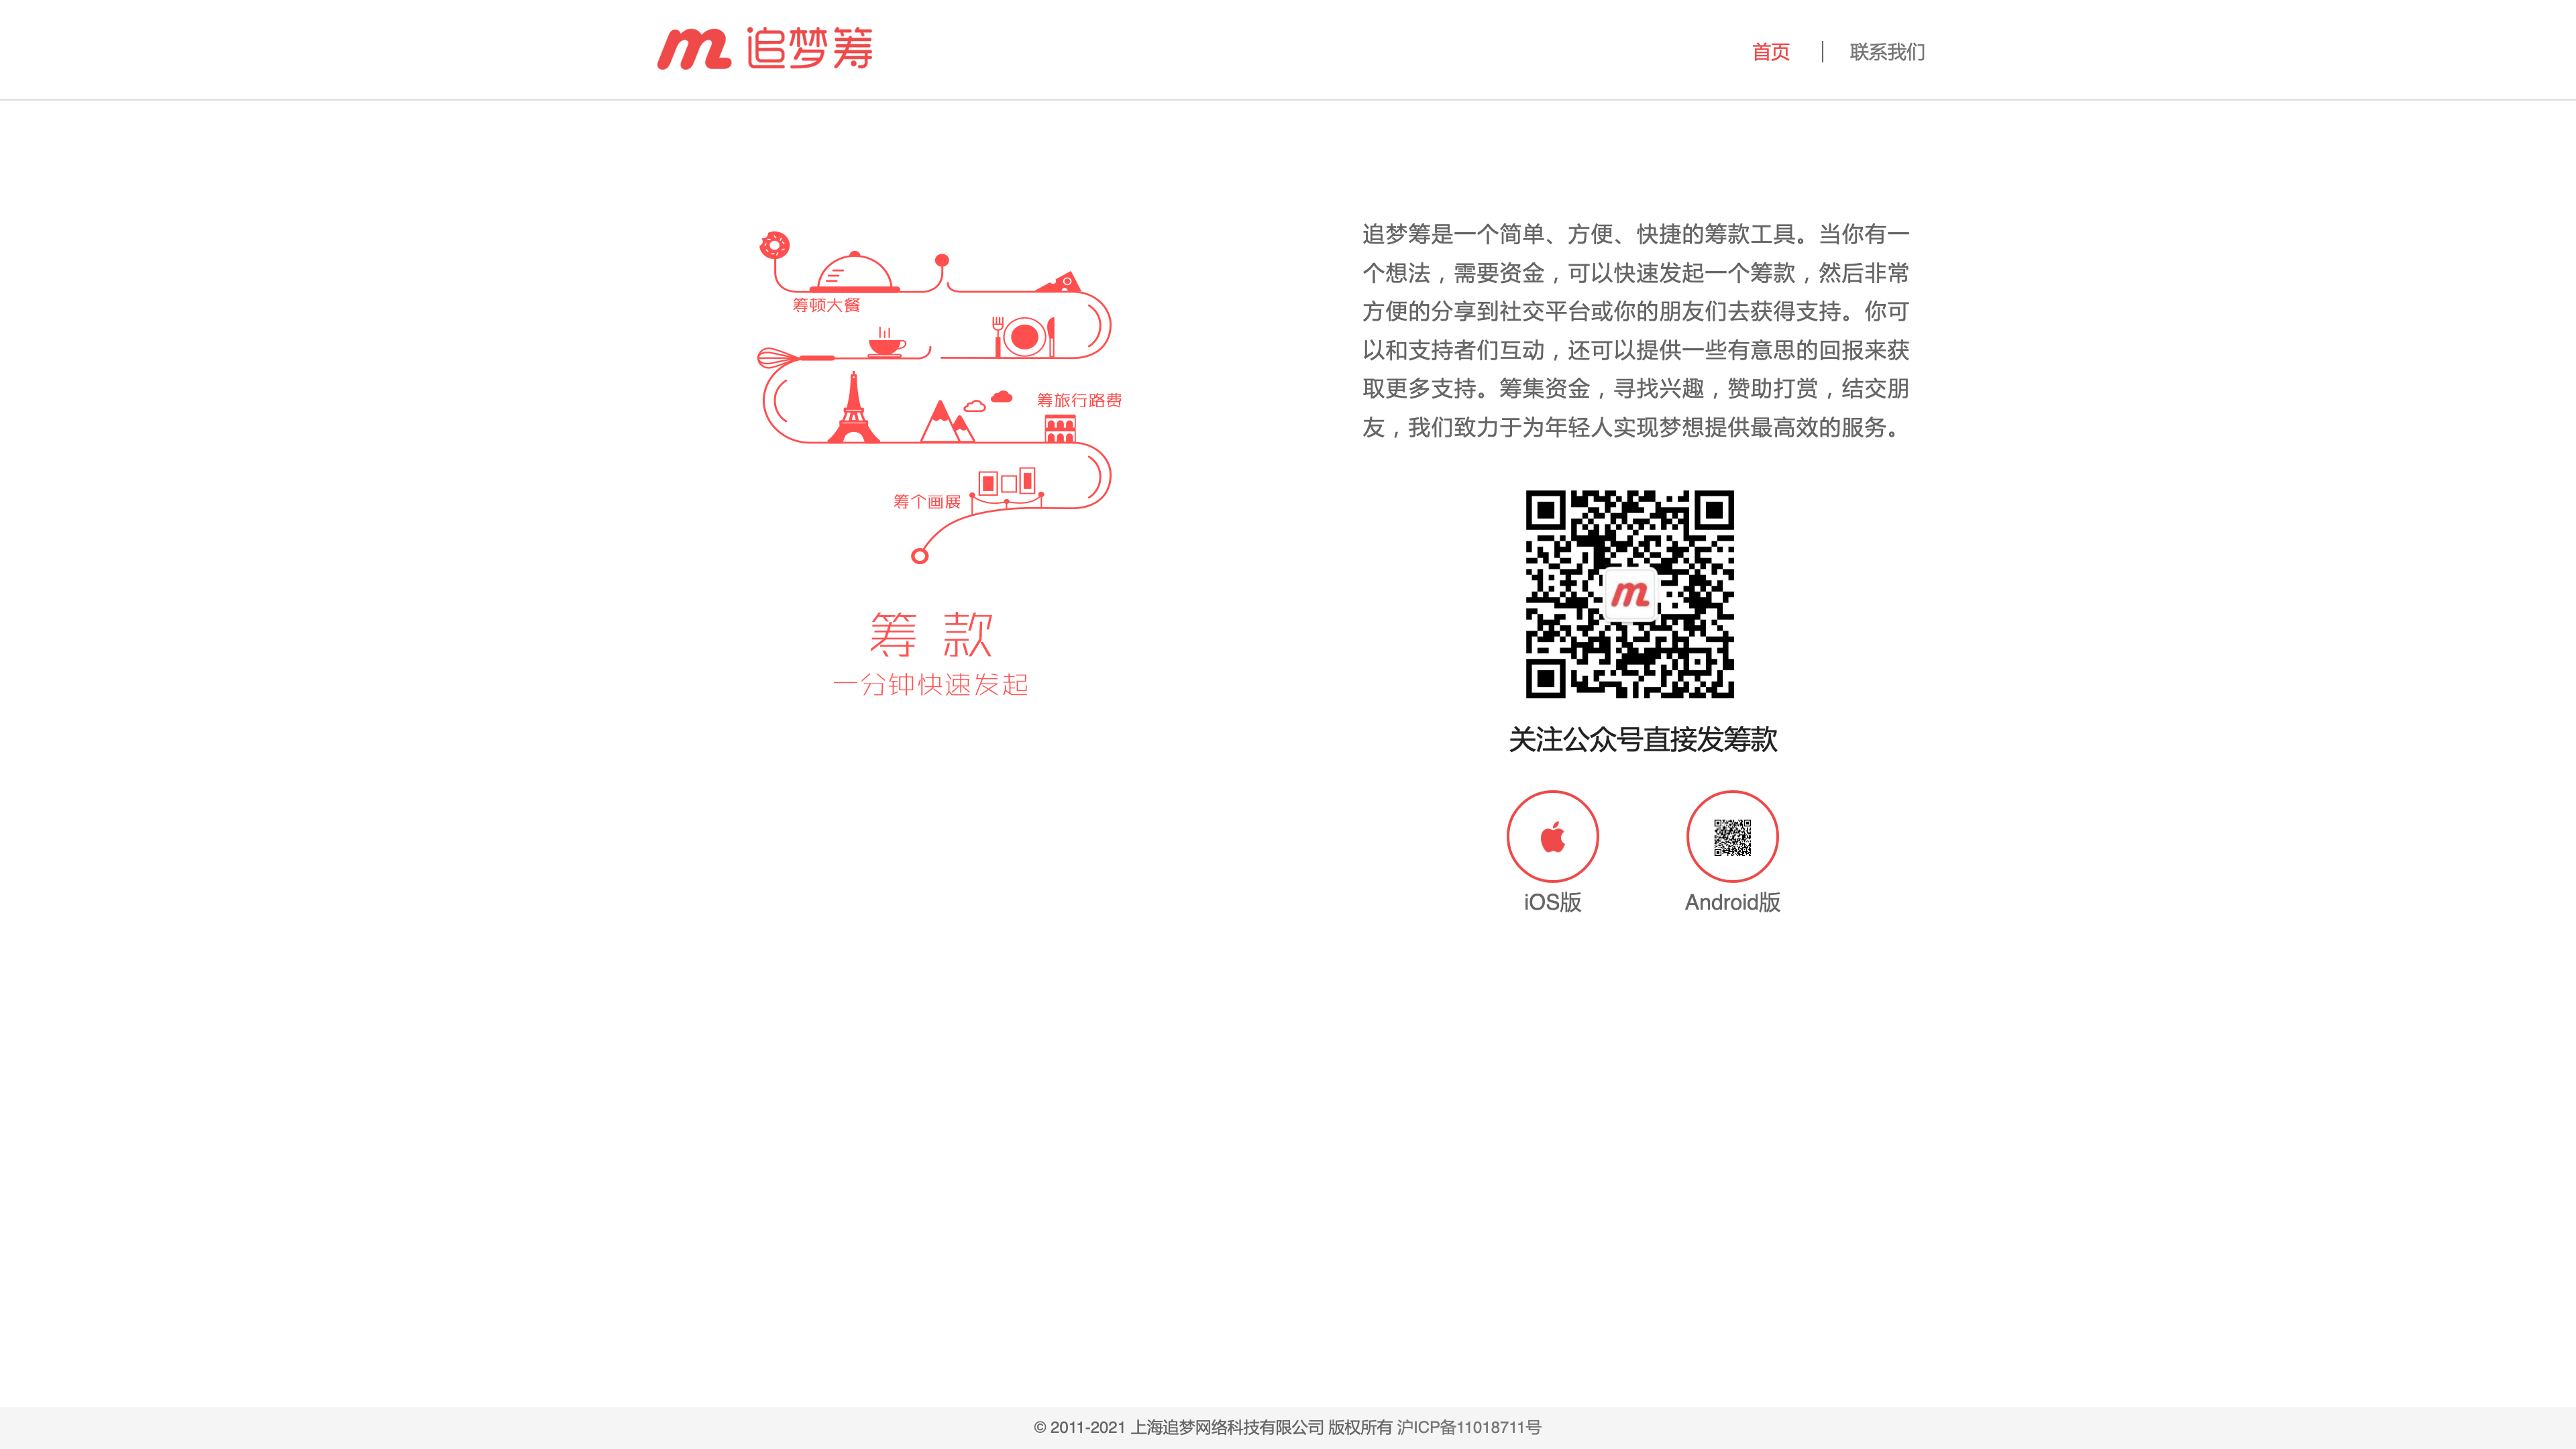 追梦筹
首页
联系我们
筹顿大餐
筹旅行路费
筹个画展
筹 款
一分钟快速发起
追梦筹是一个简单、方便、快捷的筹款工具。当你有一
个想法，需要资金，可以快速发起一个筹款，然后非常
方便的分享到社交平台或你的朋友们去获得支持。你可
以和支持者们互动，还可以提供一些有意思的回报来获
取更多支持。筹集资金，寻找兴趣，赞助打赏，结交朋
友，我们致力于为年轻人实现梦想提供最高效的服务。
关注公众号直接发筹款
iOS版
Android版
© 2011-2021 上海追梦网络科技有限公司 版权所有 沪ICP备11018711号